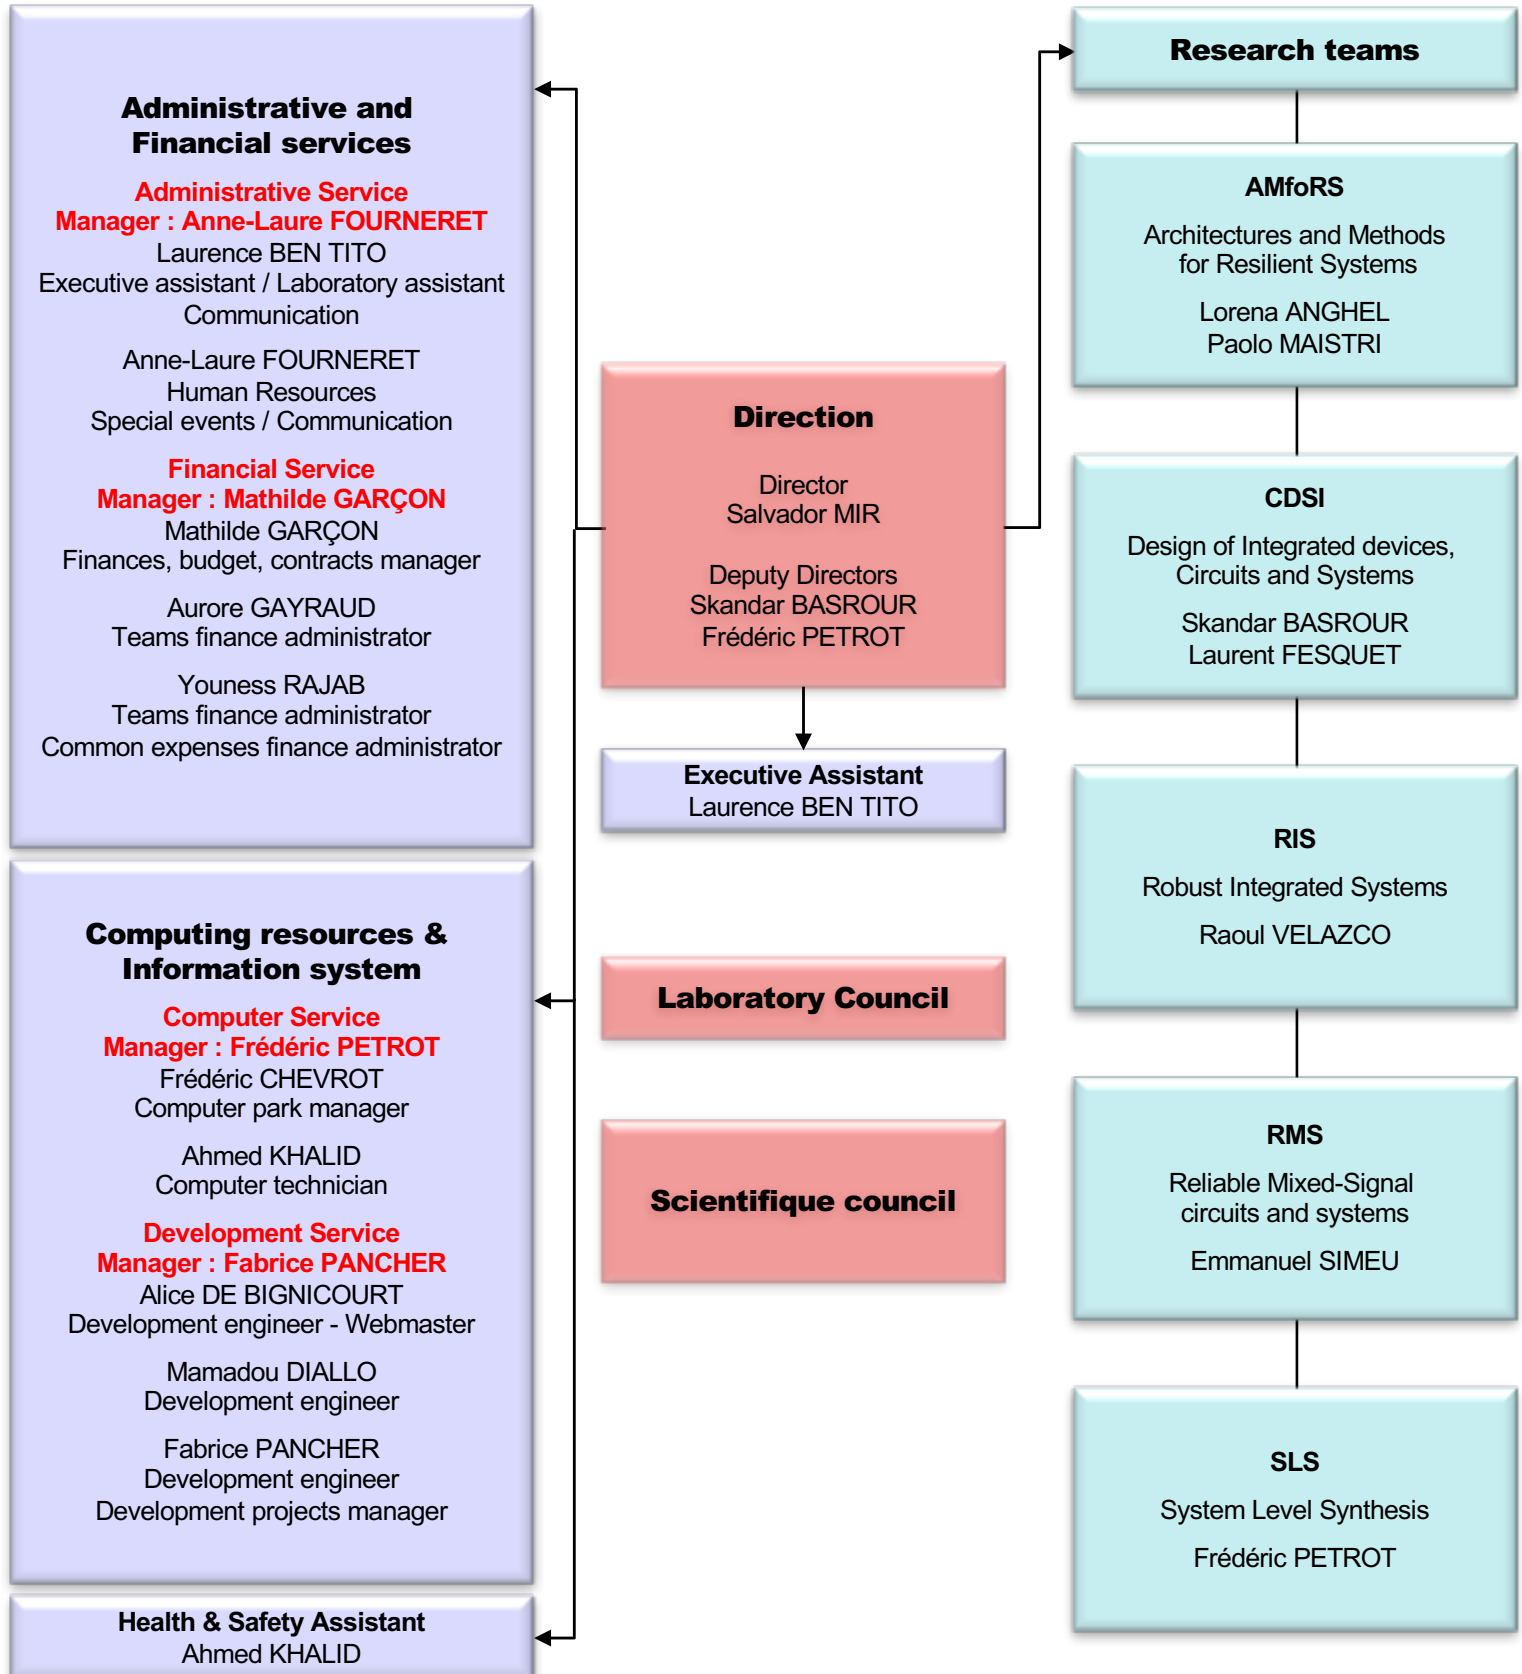 Administrative and
Financial services
Administrative Service
Manager : Anne-Laure FOURNERET
Laurence BEN TITO
Executive assistant / Laboratory assistant
Communication
Anne-Laure FOURNERET
Human Resources
Special events / Communication
Financial Service
Manager : Mathilde GARÇON
Mathilde GARÇON
Finances, budget, contracts manager
Aurore GAYRAUD
Teams finance administrator
Youness RAJAB
Teams finance administrator
Common expenses finance administrator
Computing resources &
Information system
Computer Service
Manager : Frédéric PETROT
Frédéric CHEVROT
Computer park manager
Ahmed KHALID
Computer technician
Development Service
Manager : Fabrice PANCHER
Alice DE BIGNICOURT
Development engineer - Webmaster
Mamadou DIALLO
Development engineer
Fabrice PANCHER
Development engineer
Development projects manager
Health & Safety Assistant
Ahmed KHALID
Direction
Director
Salvador MIR
Deputy Directors
Skandar BASROUR
Frédéric PETROT
Executive Assistant
Laurence BEN TITO
Laboratory Council
Scientifique council
Research teams
AMfoRS
Architectures and Methods
for Resilient Systems
Lorena ANGHEL
Paolo MAISTRI
CDSI
Design of Integrated devices,
Circuits and Systems
Skandar BASROUR
Laurent FESQUET
RIS
Robust Integrated Systems
Raoul VELAZCO
RMS
Reliable Mixed-Signal
circuits and systems
Emmanuel SIMEU
SLS
System Level Synthesis
Frédéric PETROT